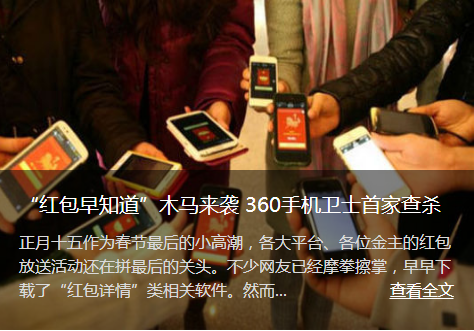 “红包早知道”木马来袭 360手机卫士首家查杀
正月十五作为春节最后的小高潮，各大平台、各位金主的红包
放送活动还在拼最后的关头。不少网友已经摩拳擦掌，早早下
载了“红包详情”类相关软件。然而... 查看全文